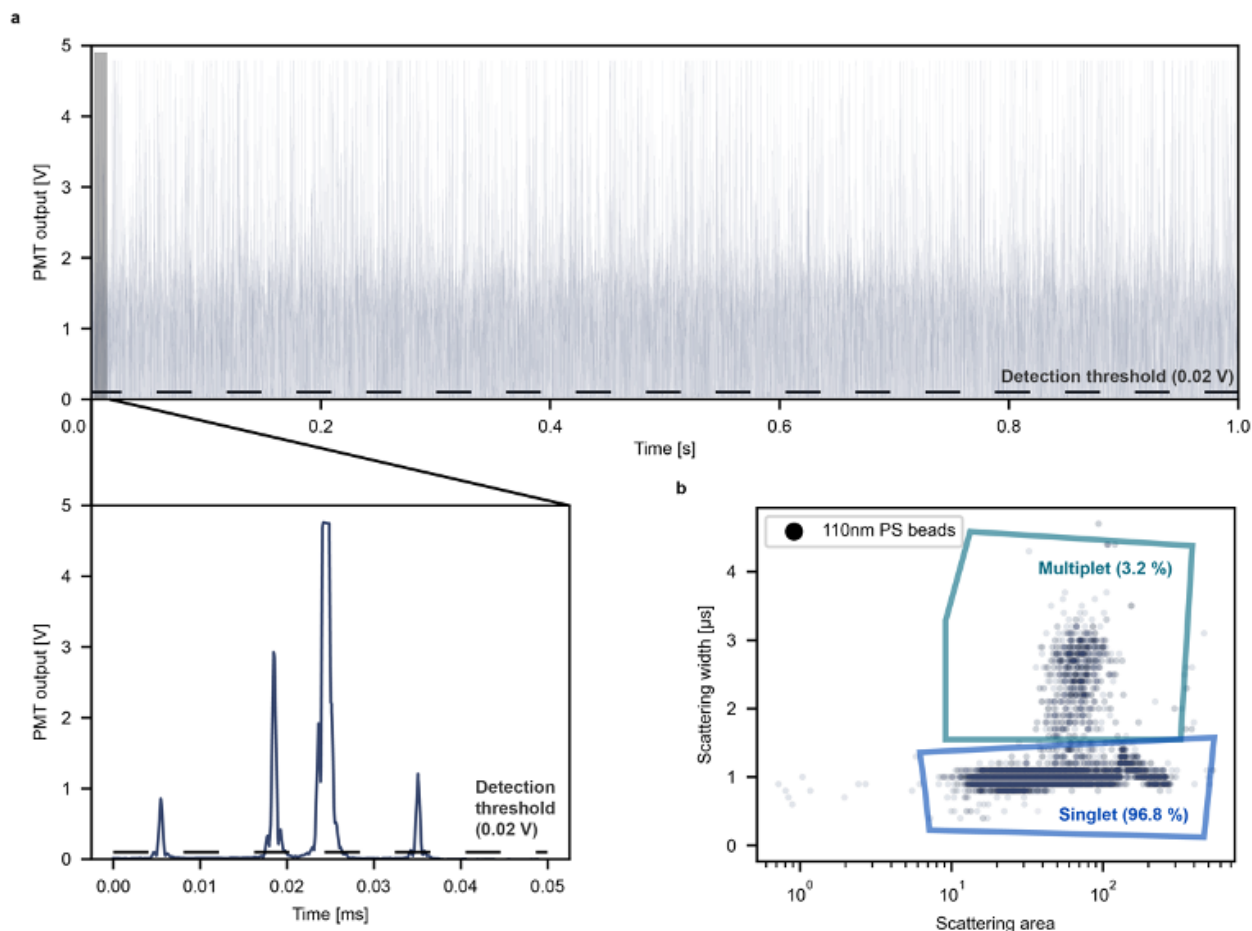 a
5
4
3
2
1
0
PMT output [V]
Detection threshold (0.02 V)
0.0
0.2
0.4
0.6
0.8
1.0
Time [s]
5
4
3
2
1
0
PMT output [V]
Detection
threshold
(0.02 V)
0.00
0.01
0.02
0.03
0.04
0.05
Time [ms]
b
110nm PS beads
Multiplet (3.2 %)
Singlet (96.8 %)
4
3
2
1
0
Scattering width [µs]
10⁰
10¹
10²
Scattering area